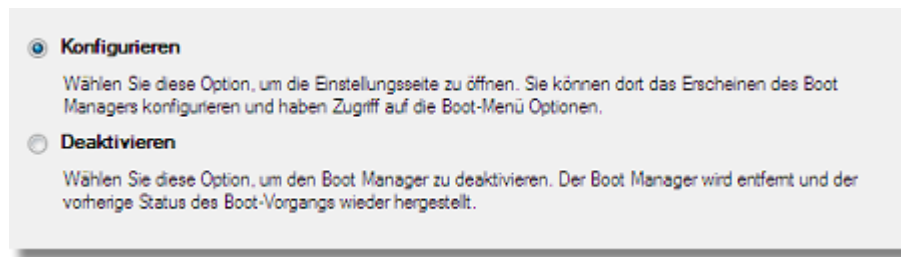 Konfigurieren
Wählen Sie diese Option, um die Einstellungsseite zu öffnen. Sie können dort das Erscheinen des Boot
Managers konfigurieren und haben Zugriff auf die Boot-Menü Optionen.
Deaktivieren
Wählen Sie diese Option, um den Boot Manager zu deaktivieren. Der Boot Manager wird entfernt und der
vorherige Status des Boot-Vorgangs wieder hergestellt.